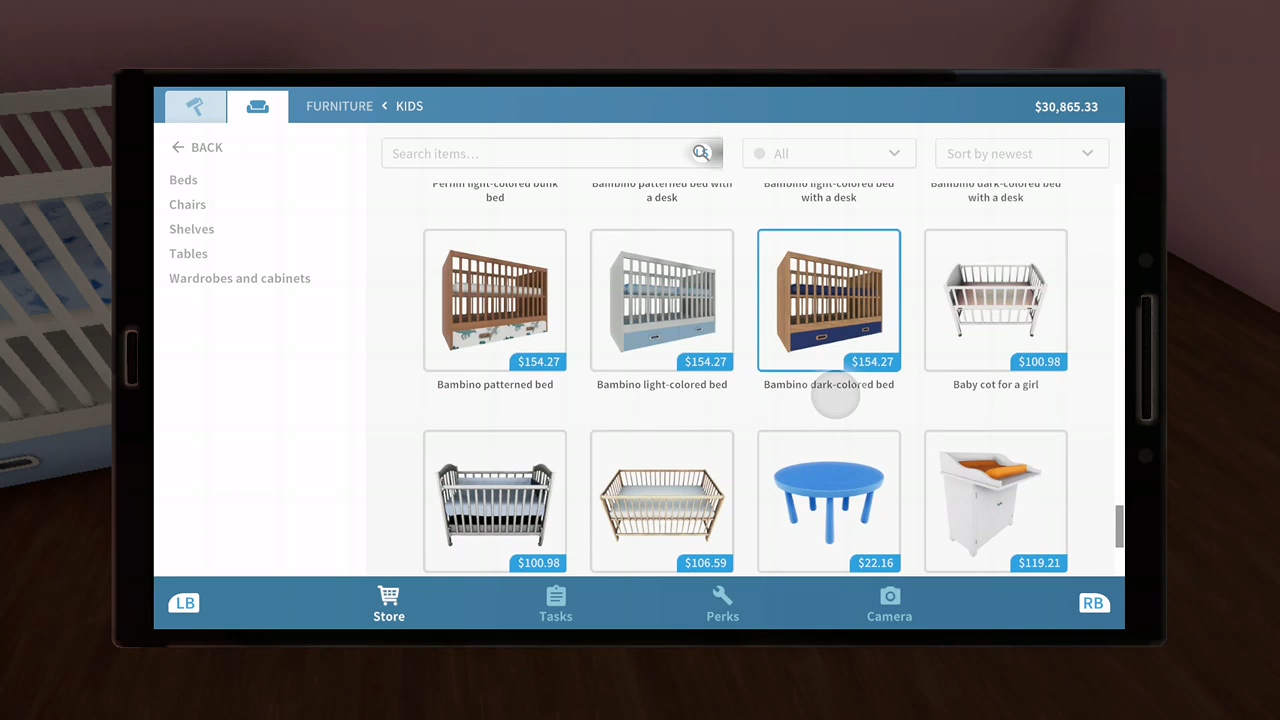 FURNITURE < KIDS
$30,865.33
BACK
Search items...
All
Sort by newest
Beds
Chairs
Shelves
Tables
Wardrobes and cabinets
bed
Bambino patterned bed with
a desk
Bambino light-colored bed
with a desk
Bambino dark-colored bed
with a desk
$154.27
$154.27
$154.27
$100.98
Bambino patterned bed
Bambino light-colored bed
Bambino dark-colored bed
Baby cot for a girl
$100.98
$106.59
$22.16
$119.21
LB
Store
Tasks
Perks
Camera
RB